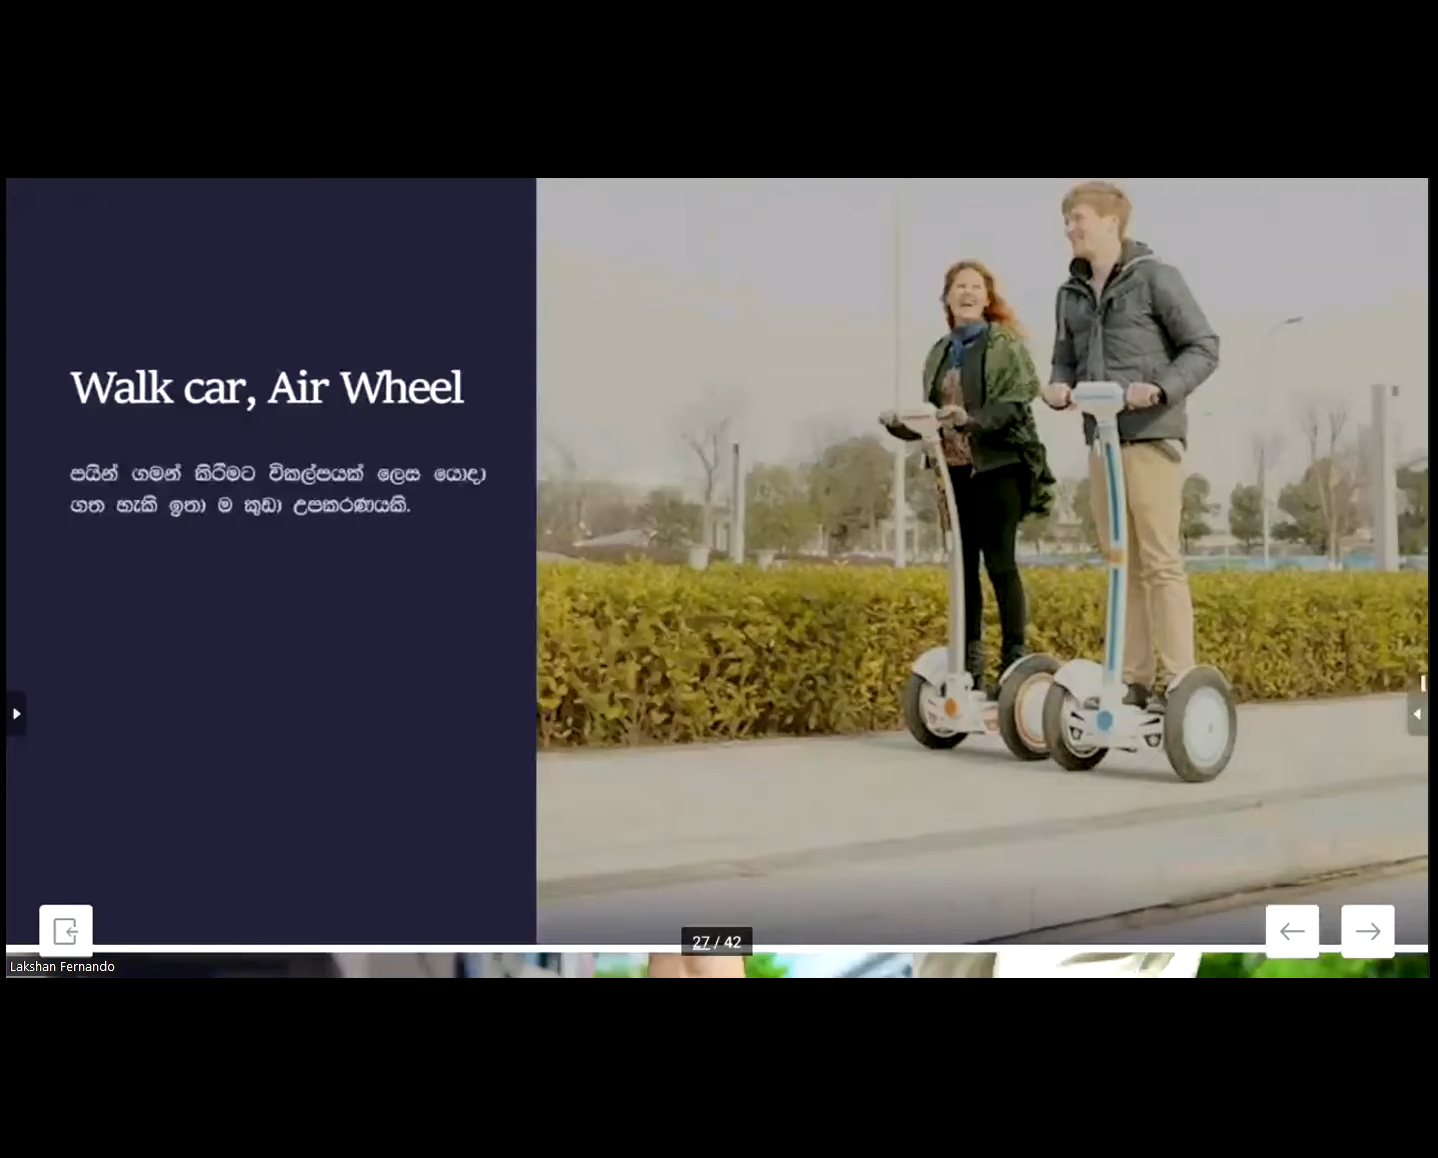 Walk car, Air Wheel
පයින් ගමන් කිරීමට විකල්පයක් ලෙස යොදා
ගත හැකි ඉතා ම කුඩා උපකරණයකි.
27 / 42
Lakshan Fernando